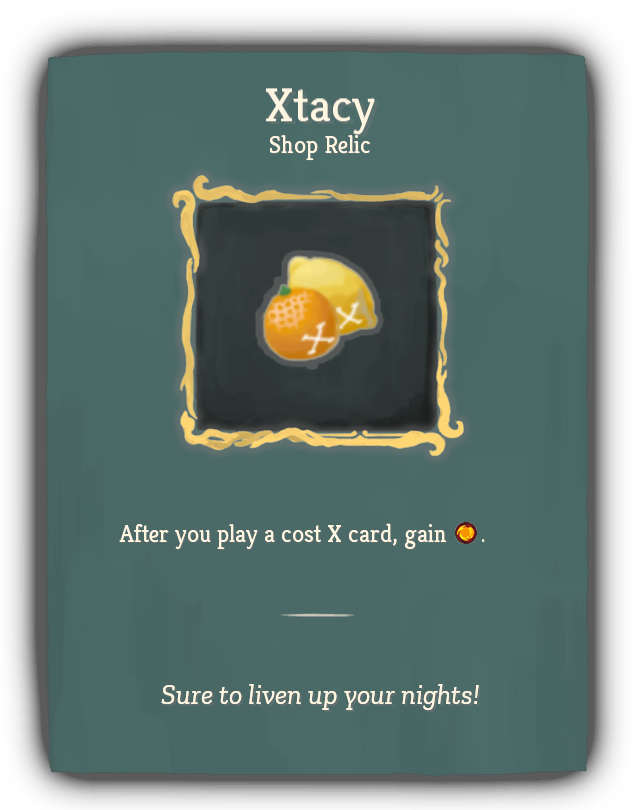 Xtacy
Shop Relic
After you play a cost X card, gain .
Sure to liven up your nights!